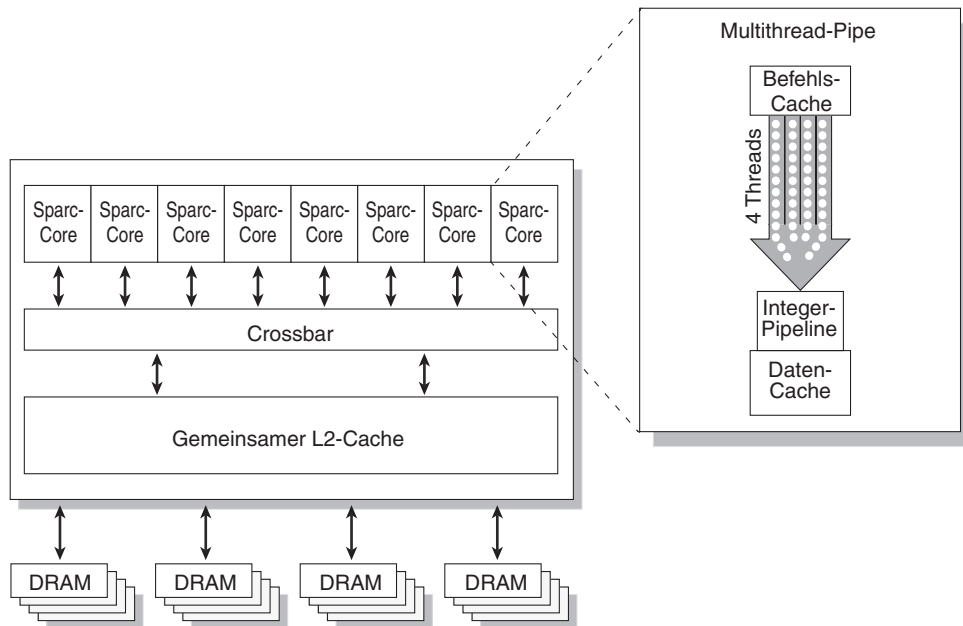 Multithread-Pipe
Befehls-
Cache
4 Threads
Integer-
Pipeline
Daten-
Cache
Sparc-
Core
Sparc-
Core
Sparc-
Core
Sparc-
Core
Sparc-
Core
Sparc-
Core
Sparc-
Core
Sparc-
Core
Crossbar
Gemeinsamer L2-Cache
DRAM
DRAM
DRAM
DRAM